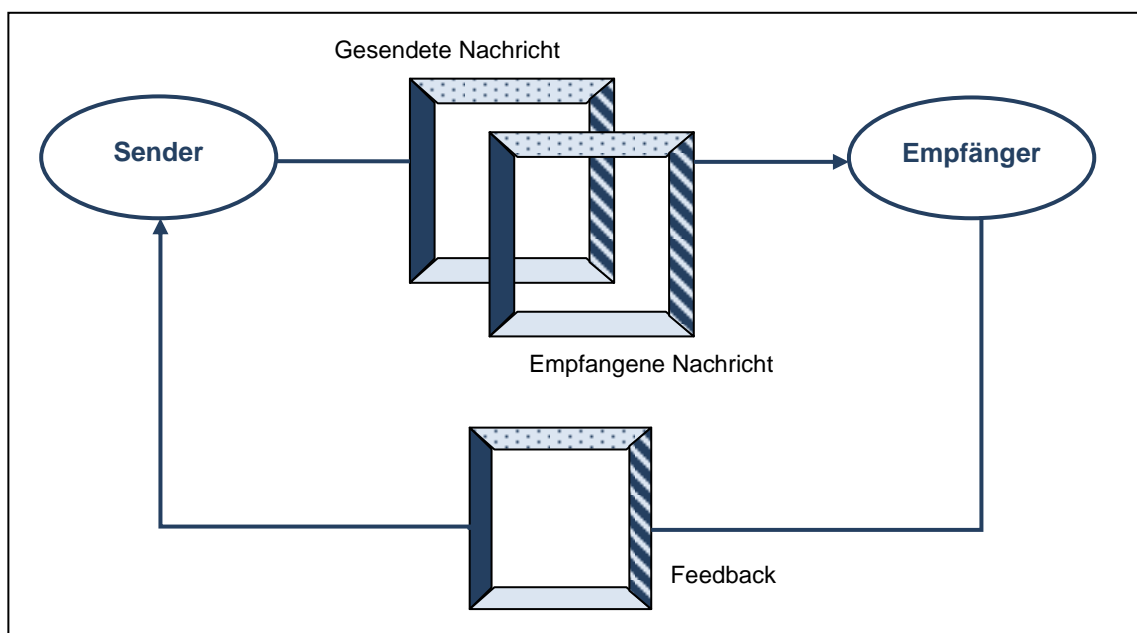 Gesendete Nachricht
Sender
Empfänger
Empfangene Nachricht
Feedback